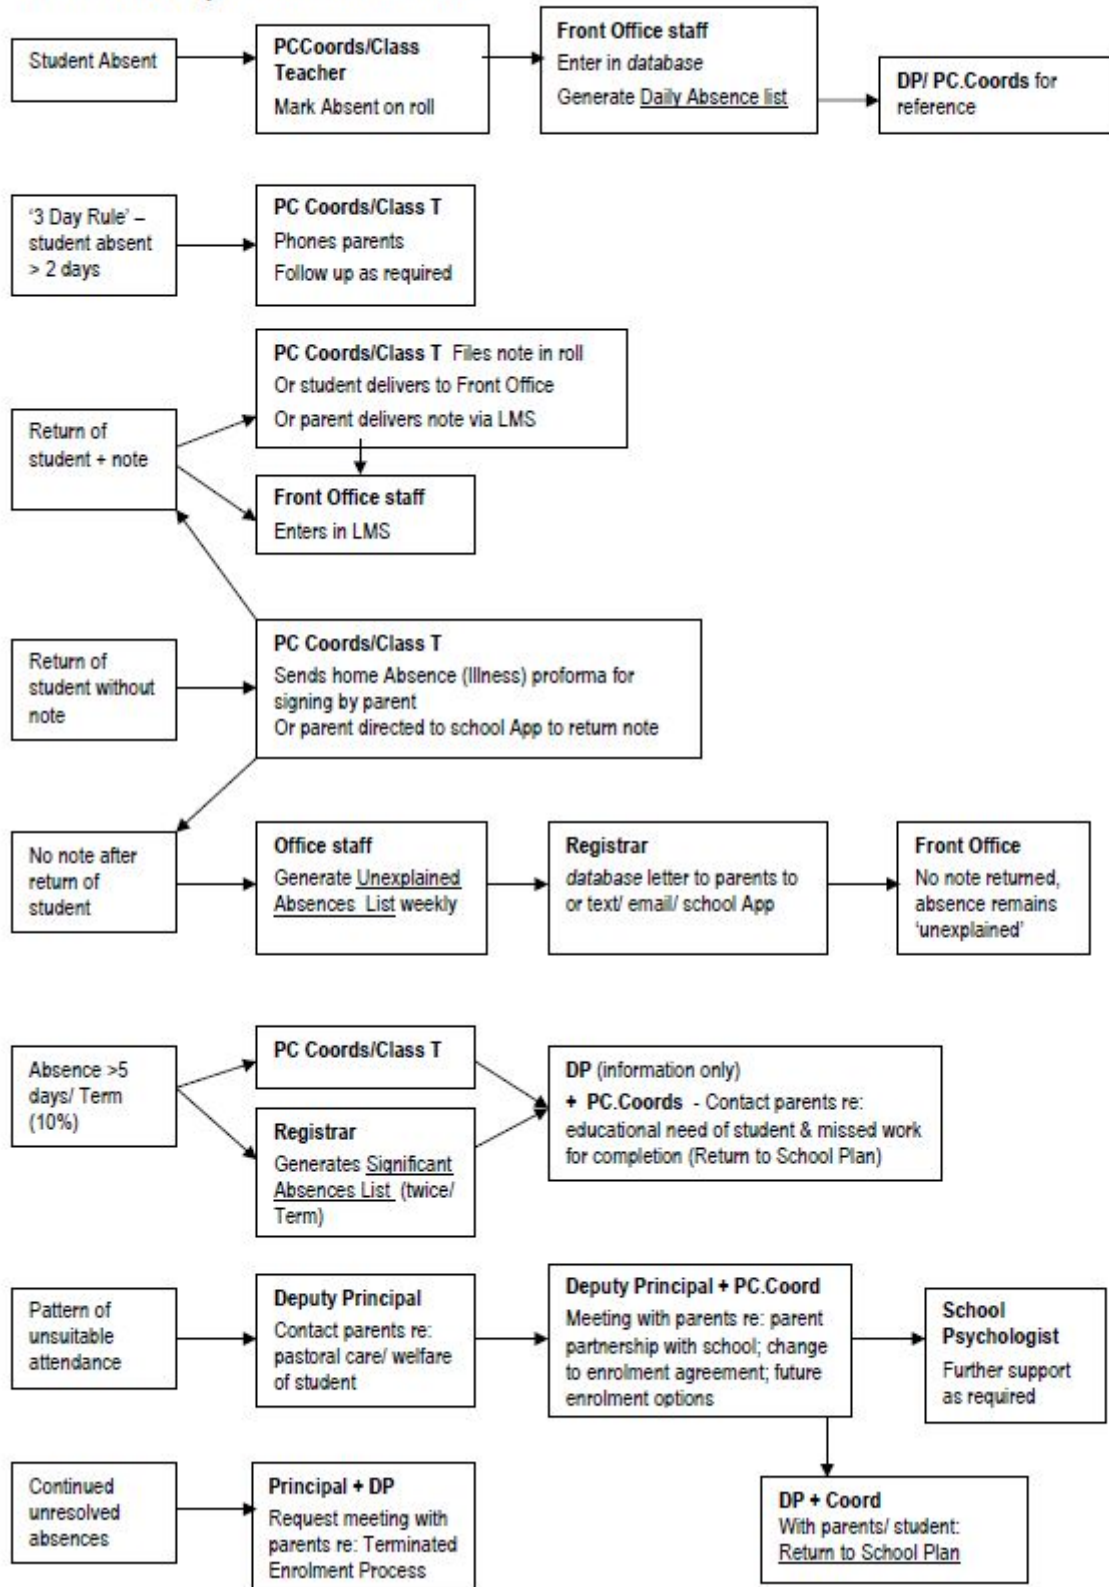 Student Absent
PCCoords/Class
Teacher
Mark Absent on roll
Front Office staff
Enter in database
Generate Daily Absence list
DP/ PC.Coords for
reference
‘3 Day Rule’ –
student absent
> 2 days
PC Coords/Class T
Phones parents
Follow up as required
Return of
student + note
PC Coords/Class T Files note in roll
Or student delivers to Front Office
Or parent delivers note via LMS
Front Office staff
Enters in LMS
Return of
student without
note
PC Coords/Class T
Sends home Absence (Illness) proforma for
signing by parent
Or parent directed to school App to return note
No note after
return of
student
Office staff
Generate Unexplained
Absences List weekly
Registrar
database letter to parents to
or text/ email/ school App
Front Office
No note returned,
absence remains
‘unexplained’
Absence >5
days/ Term
(10%)
PC Coords/Class T
Registrar
Generates Significant
Absences List (twice/
Term)
DP (information only)
+ PC.Coords - Contact parents re:
educational need of student & missed work
for completion (Return to School Plan)
Pattern of
unsuitable
attendance
Deputy Principal
Contact parents re:
pastoral care/ welfare
of student
Deputy Principal + PC.Coord
Meeting with parents re: parent
partnership with school; change
to enrolment agreement; future
enrolment options
School
Psychologist
Further support
as required
Continued
unresolved
absences
Principal + DP
Request meeting with
parents re: Terminated
Enrolment Process
DP + Coord
With parents/ student:
Return to School Plan